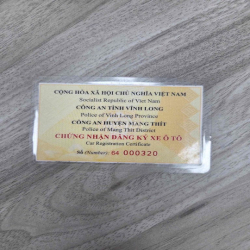 CỘNG HÒA XÃ HỘI CHỦ NGHĨA VIỆT NAM
Socialist Republic of Viet Nam
CÔNG AN TỈNH VĨNH LONG
Police of Vinh Long Province
CÔNG AN HUYỆN MANG THÍT
Police of Mang Thit District
CHỨNG NHẬN ĐĂNG KÝ XE Ô TÔ
Car Registration Certificate
Số (Number): 64 000320